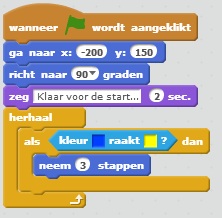 wanneer wordt aangeklikt
ga naar x: -200 y: 150
richt naar 90 graden
zeg Klaar voor de start... 2 sec.
herhaal
als kleur raakt ? dan
neem 3 stappen